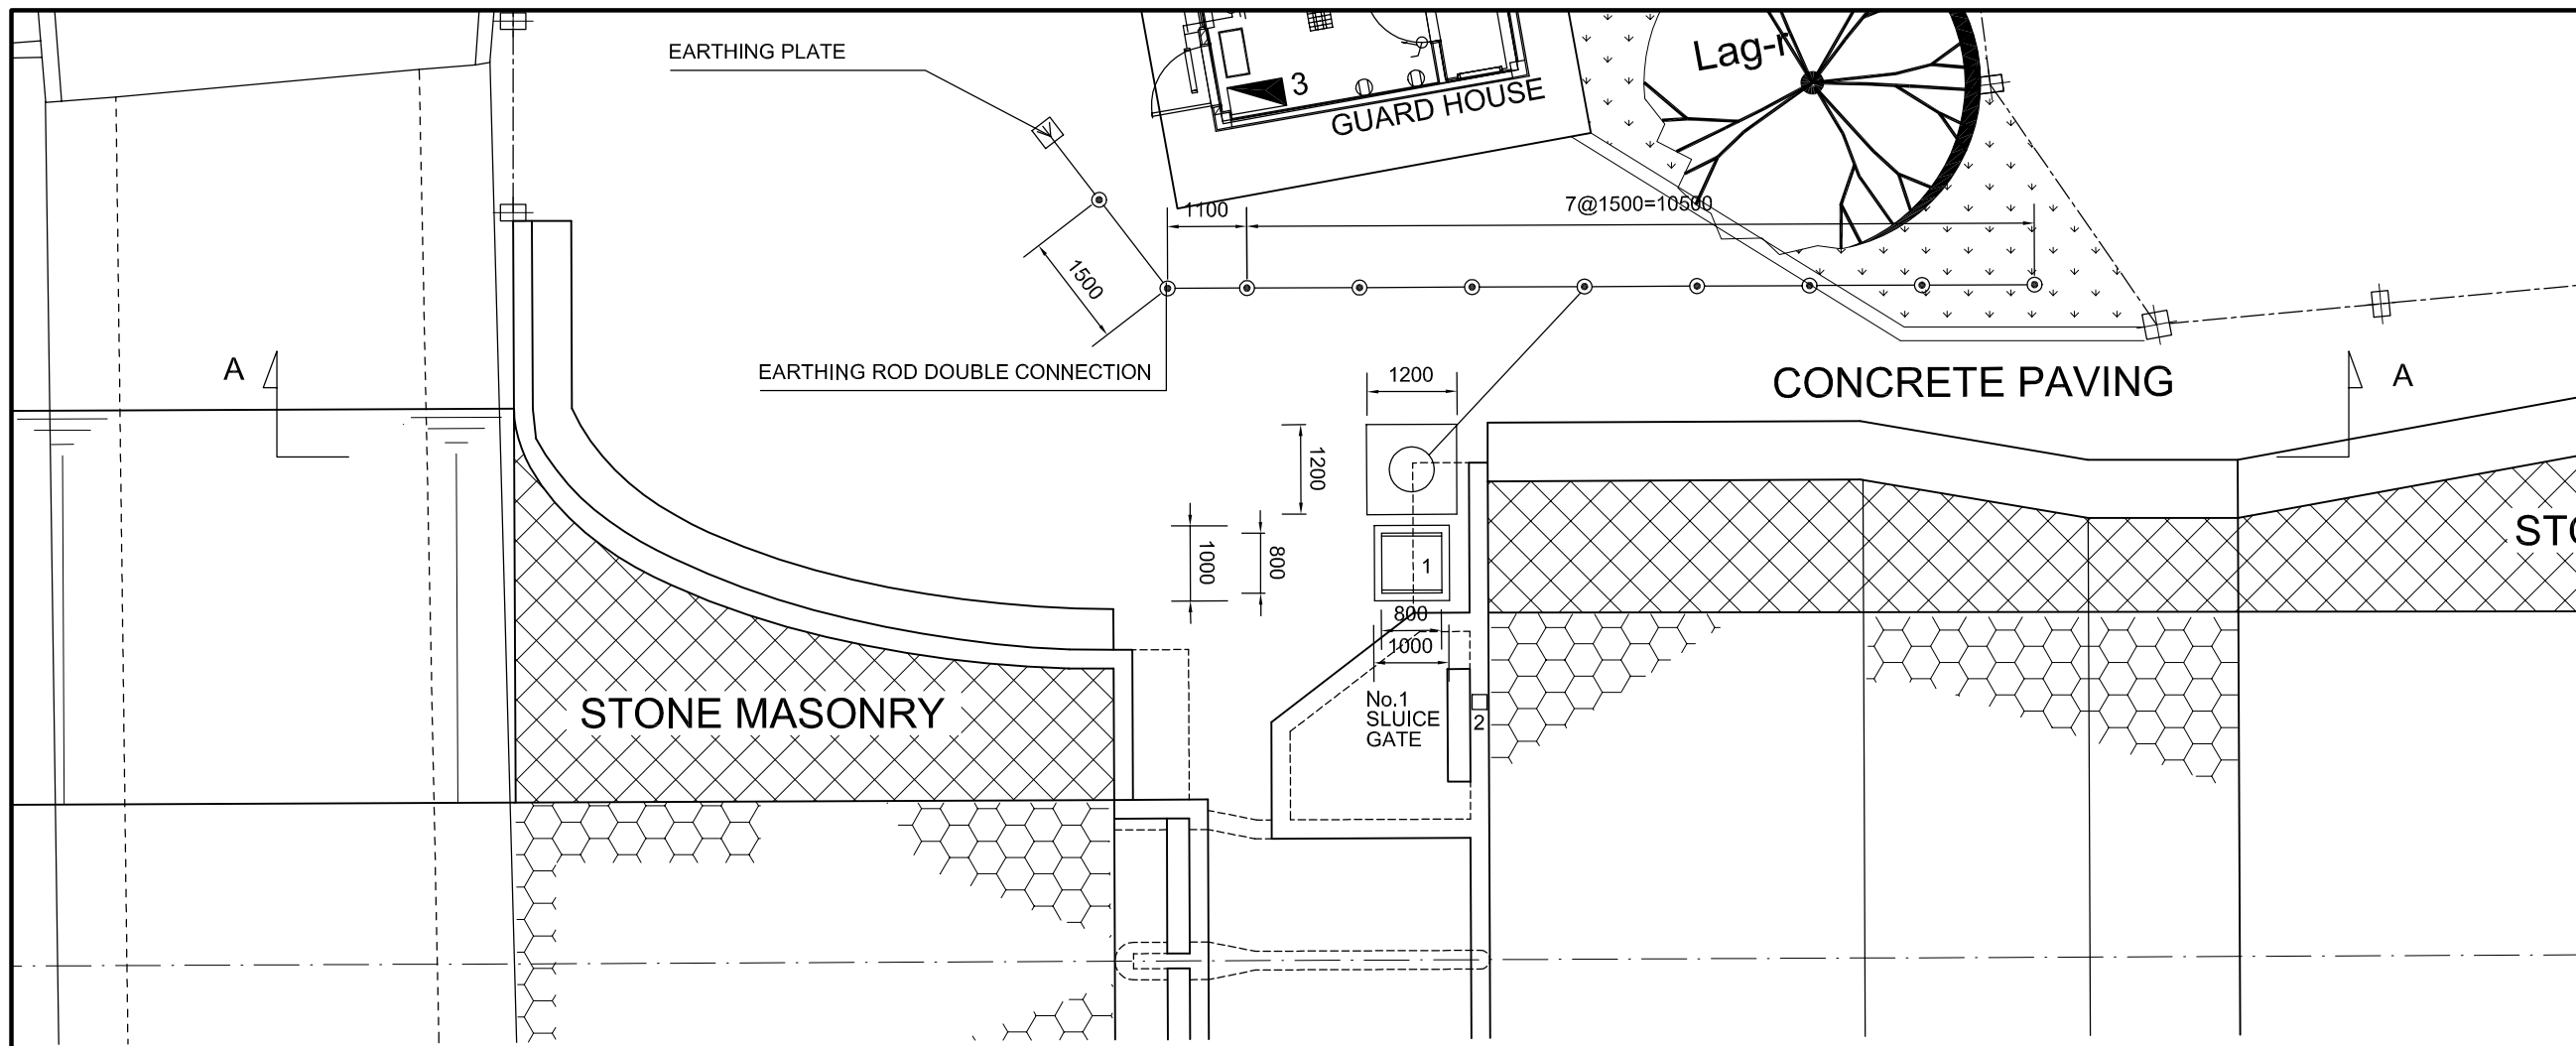 EARTHING PLATE
3
GUARD HOUSE
Lag-r
1100
7@1500=10500
1500
EARTHING ROD DOUBLE CONNECTION
A
1200
CONCRETE PAVING
A
1200
1000
800
1
800
1000
STONE MASONRY
No.1
SLUICE
GATE
2
STO